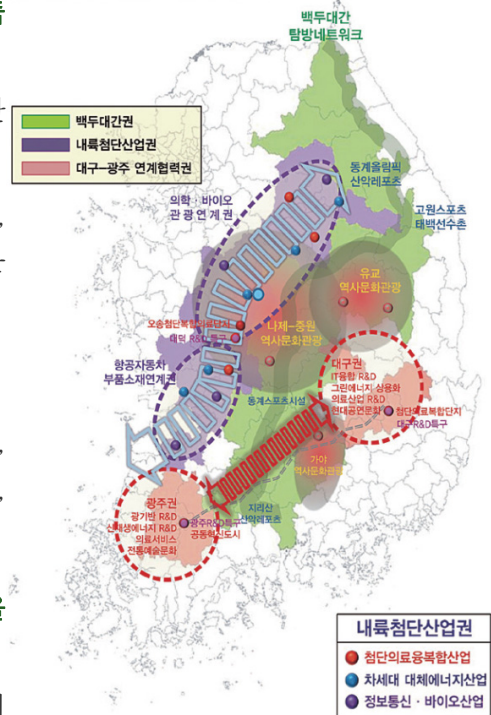 백두대간
탐방네트워크
백두대간권
내륙첨단산업권
대구-광주 연계협력권
동계올림픽
산악레포츠
의학·바이오
관광연계권
고원스포츠
태백선수촌
유교
역사문화관광
오송첨단복합의료단지
대덕 R&D 특구
나제-중원
역사문화관광
항공자동차
부품소재연계권
대구권
IT융합 R&D
그린에너지 상용화
의료산업 R&D
현대공연문화
첨단의료복합단지
대구R&D특구
동계스포츠시설
가야
역사문화관광
광주권
광기반 R&D
신재생에너지 R&D
의료서비스
전통예술문화
광주R&D특구
공동혁신도시
지리산
산악레포츠
내륙첨단산업권
첨단의료융복합산업
차세대 대체에너지산업
정보통신·바이오산업